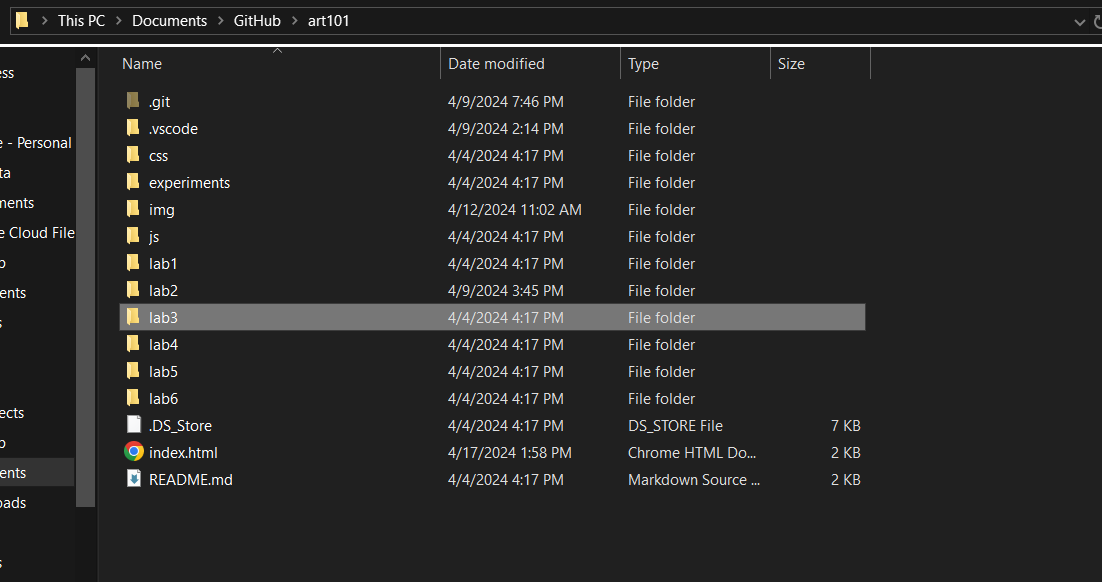 This PC > Documents > GitHub > art101
Name Date modified Type Size
ess
.git 4/9/2024 7:46 PM File folder
.vscode 4/9/2024 2:14 PM File folder
e - Personal css 4/4/2024 4:17 PM File folder
ta experiments 4/4/2024 4:17 PM File folder
ments img 4/12/2024 11:02 AM File folder
e Cloud File js 4/4/2024 4:17 PM File folder
p lab1 4/4/2024 4:17 PM File folder
ents lab2 4/9/2024 3:45 PM File folder
s lab3 4/4/2024 4:17 PM File folder
lab4 4/4/2024 4:17 PM File folder
lab5 4/4/2024 4:17 PM File folder
lab6 4/4/2024 4:17 PM File folder
ects .DS_Store 4/4/2024 4:17 PM DS_STORE File 7 KB
p index.html 4/17/2024 1:58 PM Chrome HTML Do... 2 KB
ents README.md 4/4/2024 4:17 PM Markdown Source ... 2 KB
oads
s